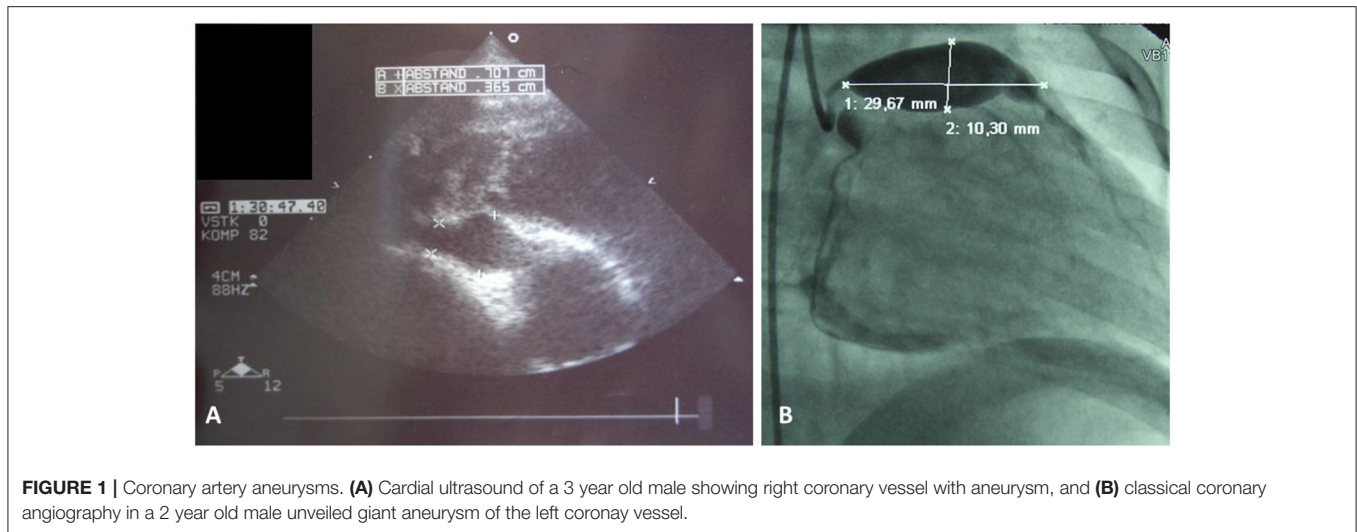 A +ABSTAND .707 cm
B XABSTAND .365 cm
1:30:47.40
VSTK 0
KOMP 82
4CM
88HZ
T
P R
5 12
A
A
VB1
1: 29,67 mm
2: 10,30 mm
B
FIGURE 1 | Coronary artery aneurysms. (A) Cardial ultrasound of a 3 year old male showing right coronary vessel with aneurysm, and (B) classical coronary
angiography in a 2 year old male unveiled giant aneurysm of the left coronay vessel.